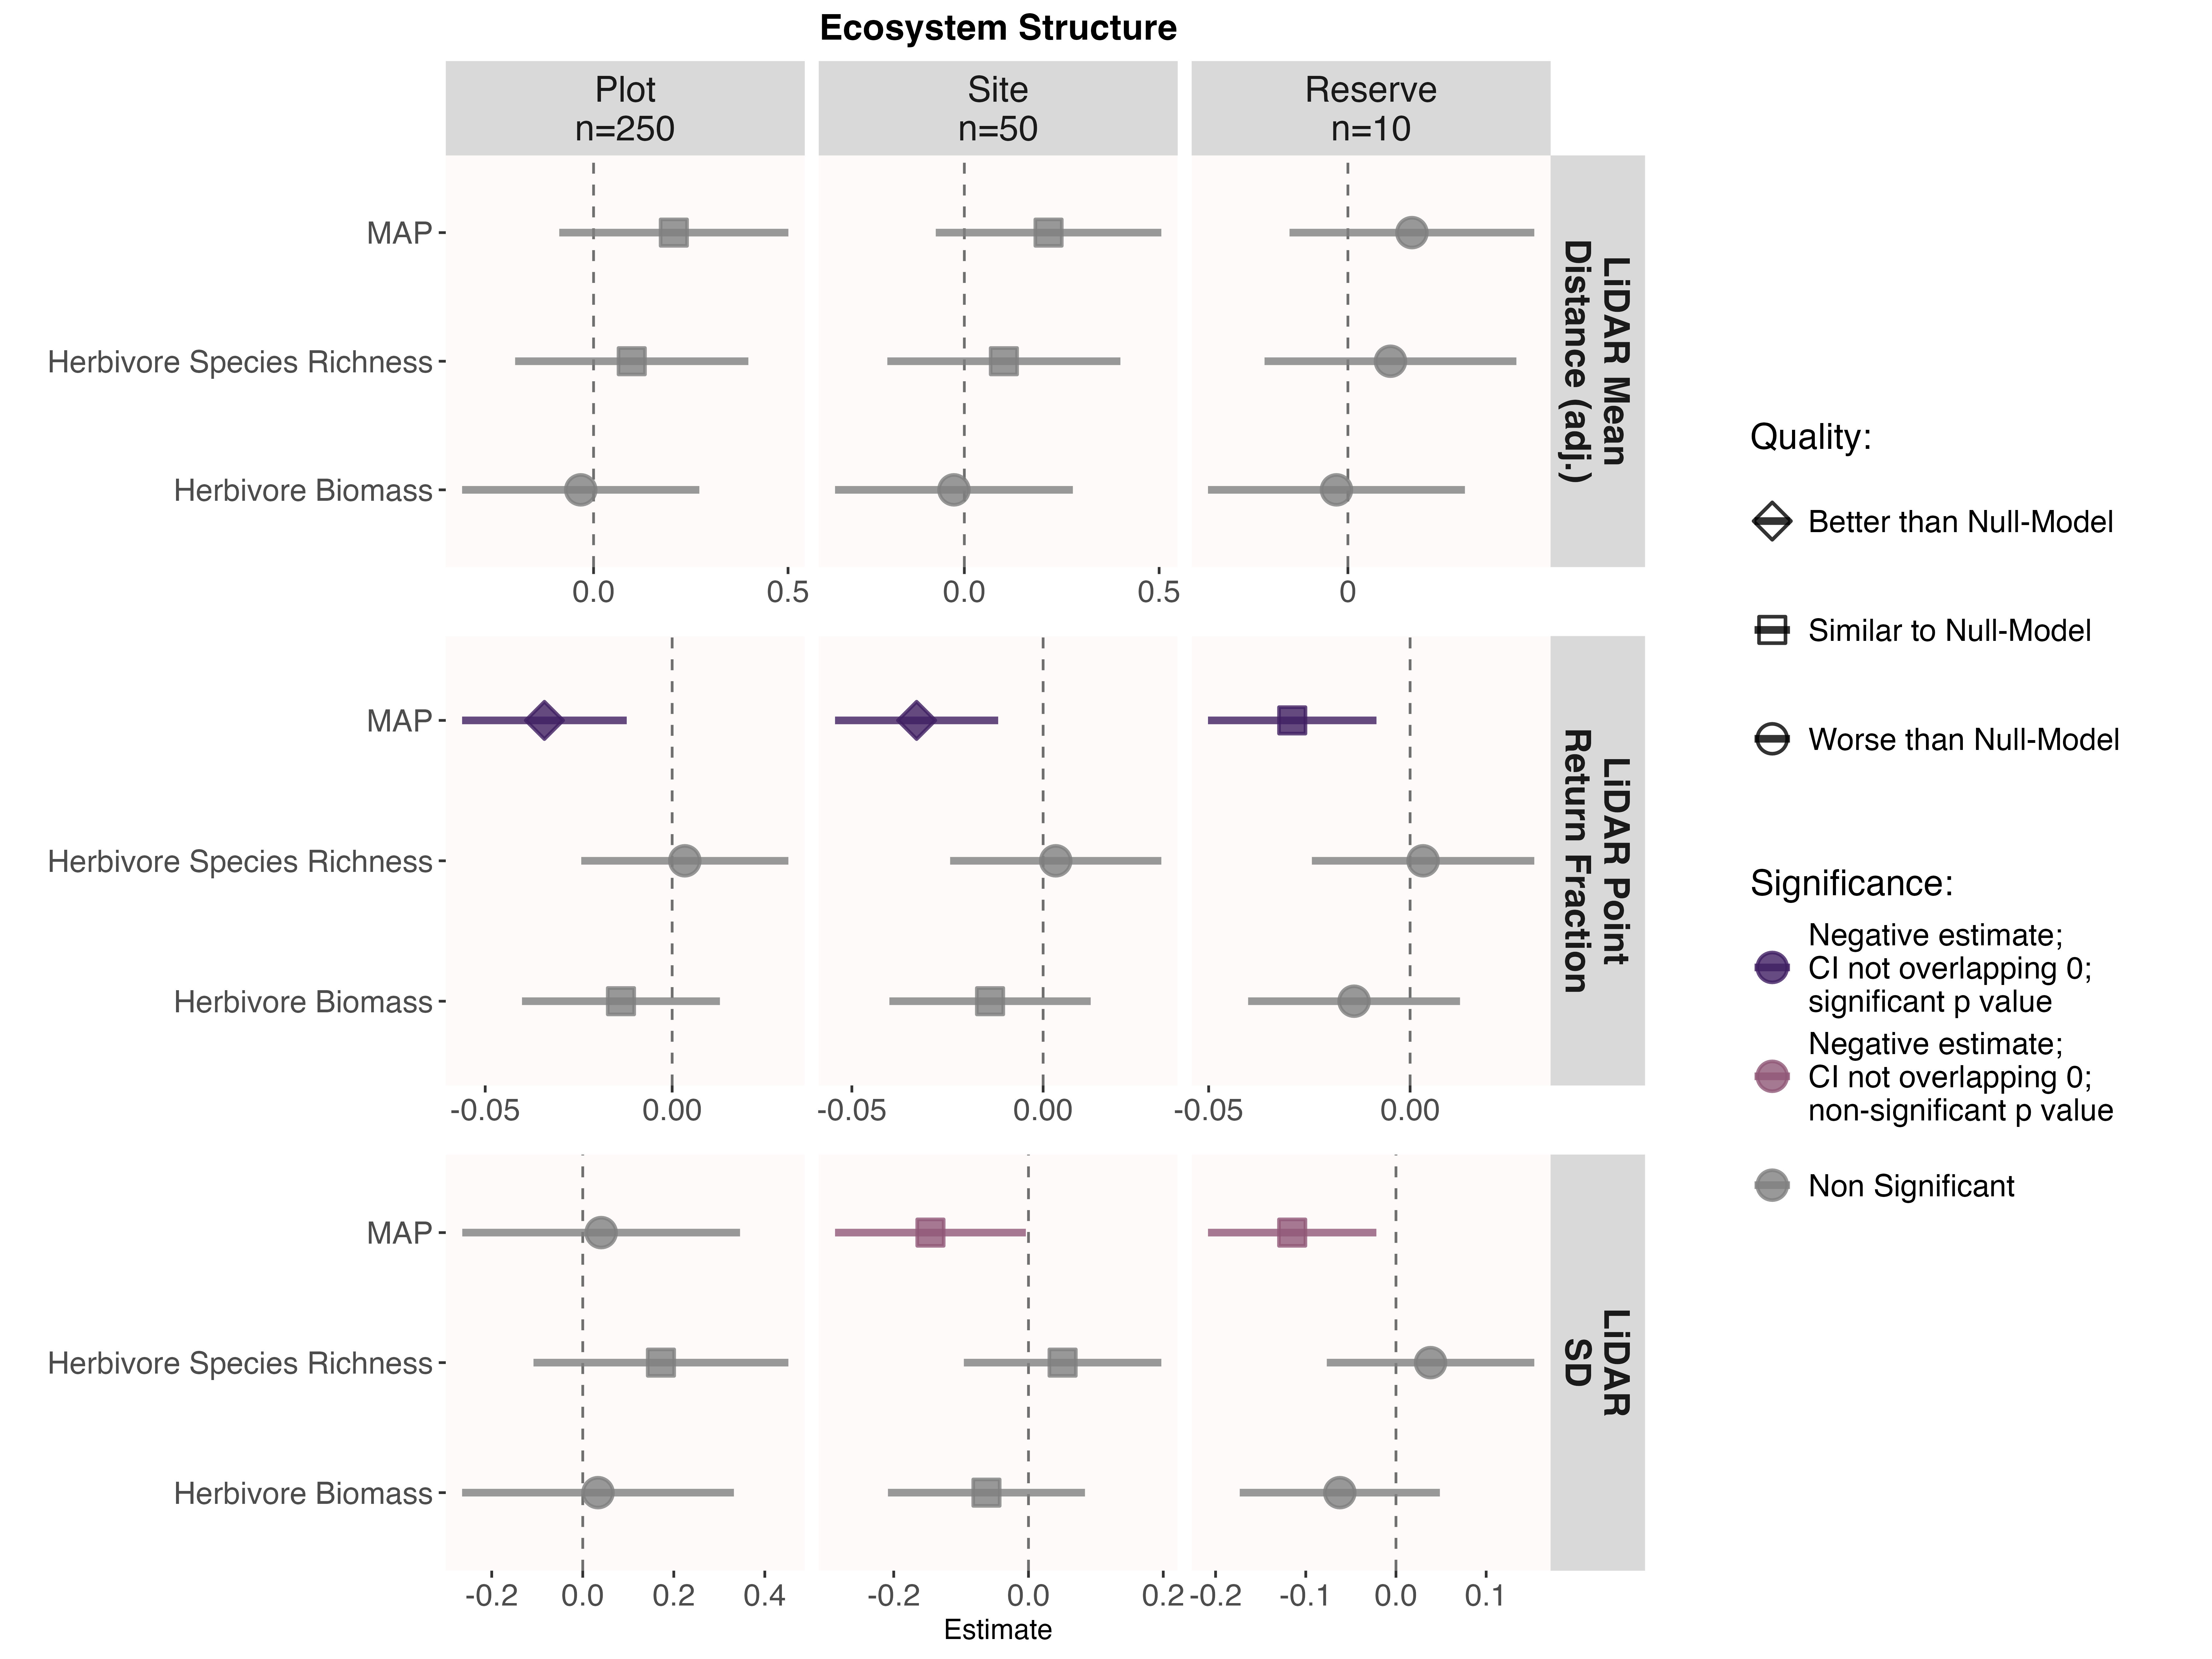 Ecosystem Structure
Plot
n=250
Site
n=50
Reserve
n=10
MAP
Herbivore Species Richness
Herbivore Biomass
LiDAR Mean
Distance (adj.)
0.0
0.5
0.0
0.5
0
MAP
Herbivore Species Richness
Herbivore Biomass
LiDAR Point
Return Fraction
-0.05
0.00
-0.05
0.00
-0.05
0.00
MAP
Herbivore Species Richness
Herbivore Biomass
LiDAR
SD
-0.2
0.0
0.2
0.4
-0.2
0.0
0.2
-0.2
-0.1
0.0
0.1
Estimate
Quality:
Better than Null-Model
Similar to Null-Model
Worse than Null-Model
Significance:
Negative estimate;
CI not overlapping 0;
significant p value
Negative estimate;
CI not overlapping 0;
non-significant p value
Non Significant